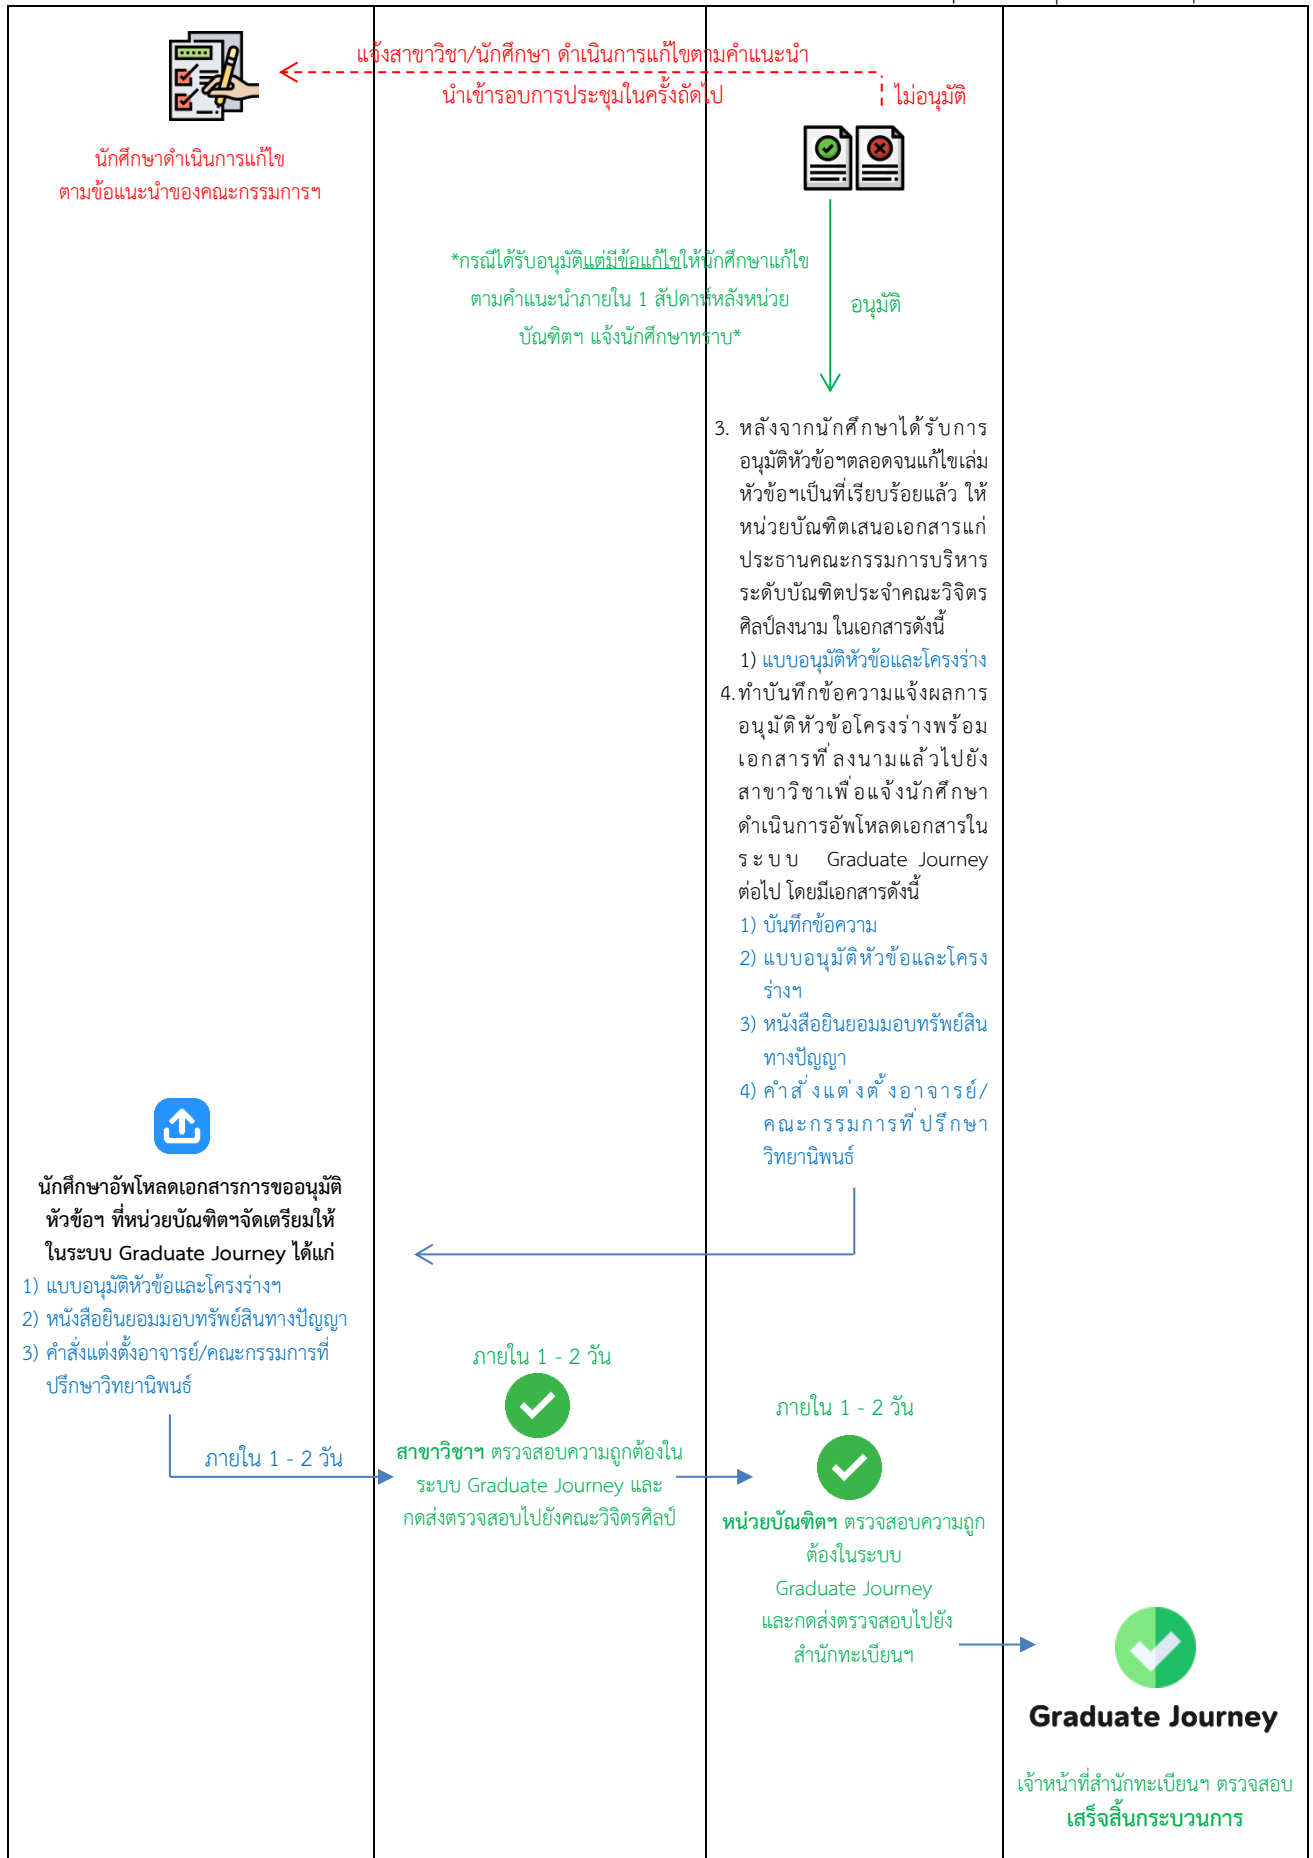 แจ้งสาขาวิชา/นักศึกษา ดำเนินการแก้ไขตามคำแนะนำ
นำเข้ารอบการประชุมในครั้งถัดไป
ไม่อนุมัติ
นักศึกษาดำเนินการแก้ไข
ตามข้อแนะนำของคณะกรรมการฯ
*กรณีได้รับอนุมัติแต่มีข้อแก้ไขให้นักศึกษาแก้ไข
ตามคำแนะนำภายใน 1 สัปดาห์หลังหน่วย
บัณฑิตฯ แจ้งนักศึกษาทราบ*
อนุมัติ
3. หลังจากนักศึกษาได้รับการ
อนุมัติหัวข้อฯตลอดจนแก้ไขเล่ม
หัวข้อฯเป็นที่เรียบร้อยแล้ว ให้
หน่วยบัณฑิตเสนอเอกสารแก่
ประธานคณะกรรมการบริหาร
ระดับบัณฑิตประจำคณะวิจิตร
ศิลป์ลงนาม ในเอกสารดังนี้
1) แบบอนุมัติหัวข้อและโครงร่าง
4. ทำบันทึกข้อความแจ้งผลการ
อนุมัติหัวข้อโครงร่างพร้อม
เอกสารที่ลงนามแล้วไปยัง
สาขาวิชาเพื่อแจ้งนักศึกษา
ดำเนินการอัพโหลดเอกสารใน
ระบบ Graduate Journey
ต่อไป โดยมีเอกสารดังนี้
1) บันทึกข้อความ
2) แบบอนุมัติหัวข้อและโครง
ร่างฯ
3) หนังสือยินยอมมอบทรัพย์สิน
ทางปัญญา
4) คำสั่งแต่งตั้งอาจารย์/
คณะกรรมการที่ปรึกษา
วิทยานิพนธ์
นักศึกษาอัพโหลดเอกสารการขออนุมัติ
หัวข้อฯ ที่หน่วยบัณฑิตฯจัดเตรียมให้
ในระบบ Graduate Journey ได้แก่
1) แบบอนุมัติหัวข้อและโครงร่างฯ
2) หนังสือยินยอมมอบทรัพย์สินทางปัญญา
3) คำสั่งแต่งตั้งอาจารย์/คณะกรรมการที่
ปรึกษาวิทยานิพนธ์
ภายใน 1 - 2 วัน
ภายใน 1 - 2 วัน
สาขาวิชาฯ ตรวจสอบความถูกต้องใน
ระบบ Graduate Journey และ
กดส่งตรวจสอบไปยังคณะวิจิตรศิลป์
ภายใน 1 - 2 วัน
หน่วยบัณฑิตฯ ตรวจสอบความถูก
ต้องในระบบ
Graduate Journey
และกดส่งตรวจสอบไปยัง
สำนักทะเบียนฯ
Graduate Journey
เจ้าหน้าที่สำนักทะเบียนฯ ตรวจสอบ
เสร็จสิ้นกระบวนการ